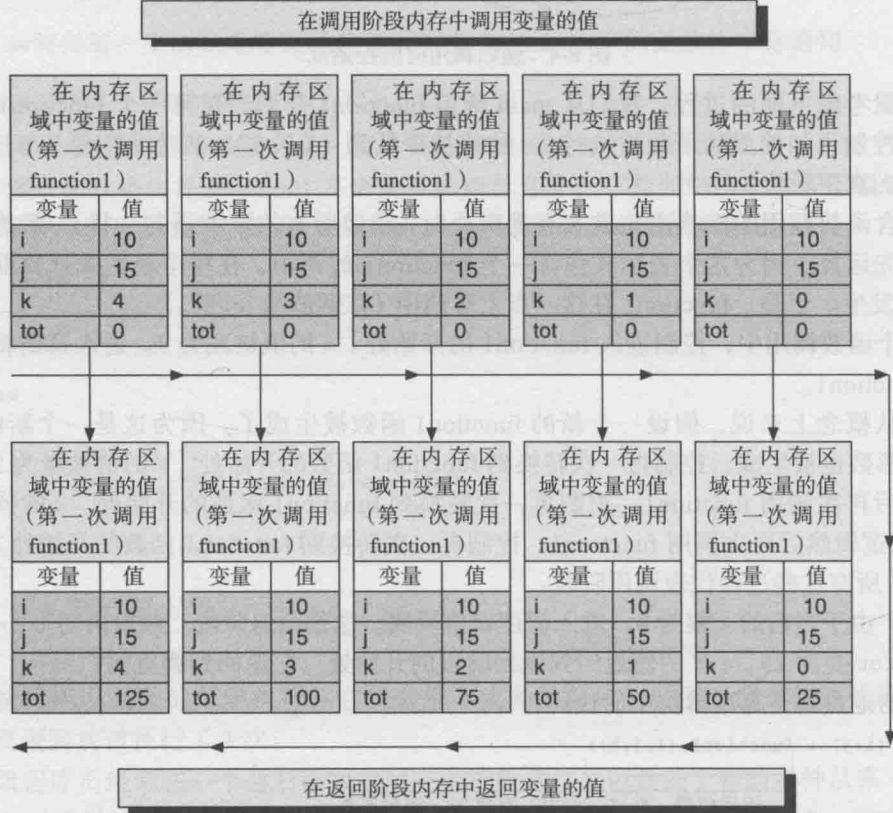 在调用阶段内存中调用变量的值
在内存区
域中变量的值
(第一次调用
function1)
变量 值
i 10
j 15
k 4
tot 0
在内存区
域中变量的值
(第一次调用
function1)
变量 值
i 10
j 15
k 3
tot 0
在内存区
域中变量的值
(第一次调用
function1)
变量 值
i 10
j 15
k 2
tot 0
在内存区
域中变量的值
(第一次调用
function1)
变量 值
i 10
j 15
k 1
tot 0
在内存区
域中变量的值
(第一次调用
function1)
变量 值
i 10
j 15
k 0
tot 0
在内存区
域中变量的值
(第一次调用
function1)
变量 值
i 10
j 15
k 4
tot 125
在内存区
域中变量的值
(第一次调用
function1)
变量 值
i 10
j 15
k 3
tot 100
在内存区
域中变量的值
(第一次调用
function1)
变量 值
i 10
j 15
k 2
tot 75
在内存区
域中变量的值
(第一次调用
function1)
变量 值
i 10
j 15
k 1
tot 50
在内存区
域中变量的值
(第一次调用
function1)
变量 值
i 10
j 15
k 0
tot 25
在返回阶段内存中返回变量的值